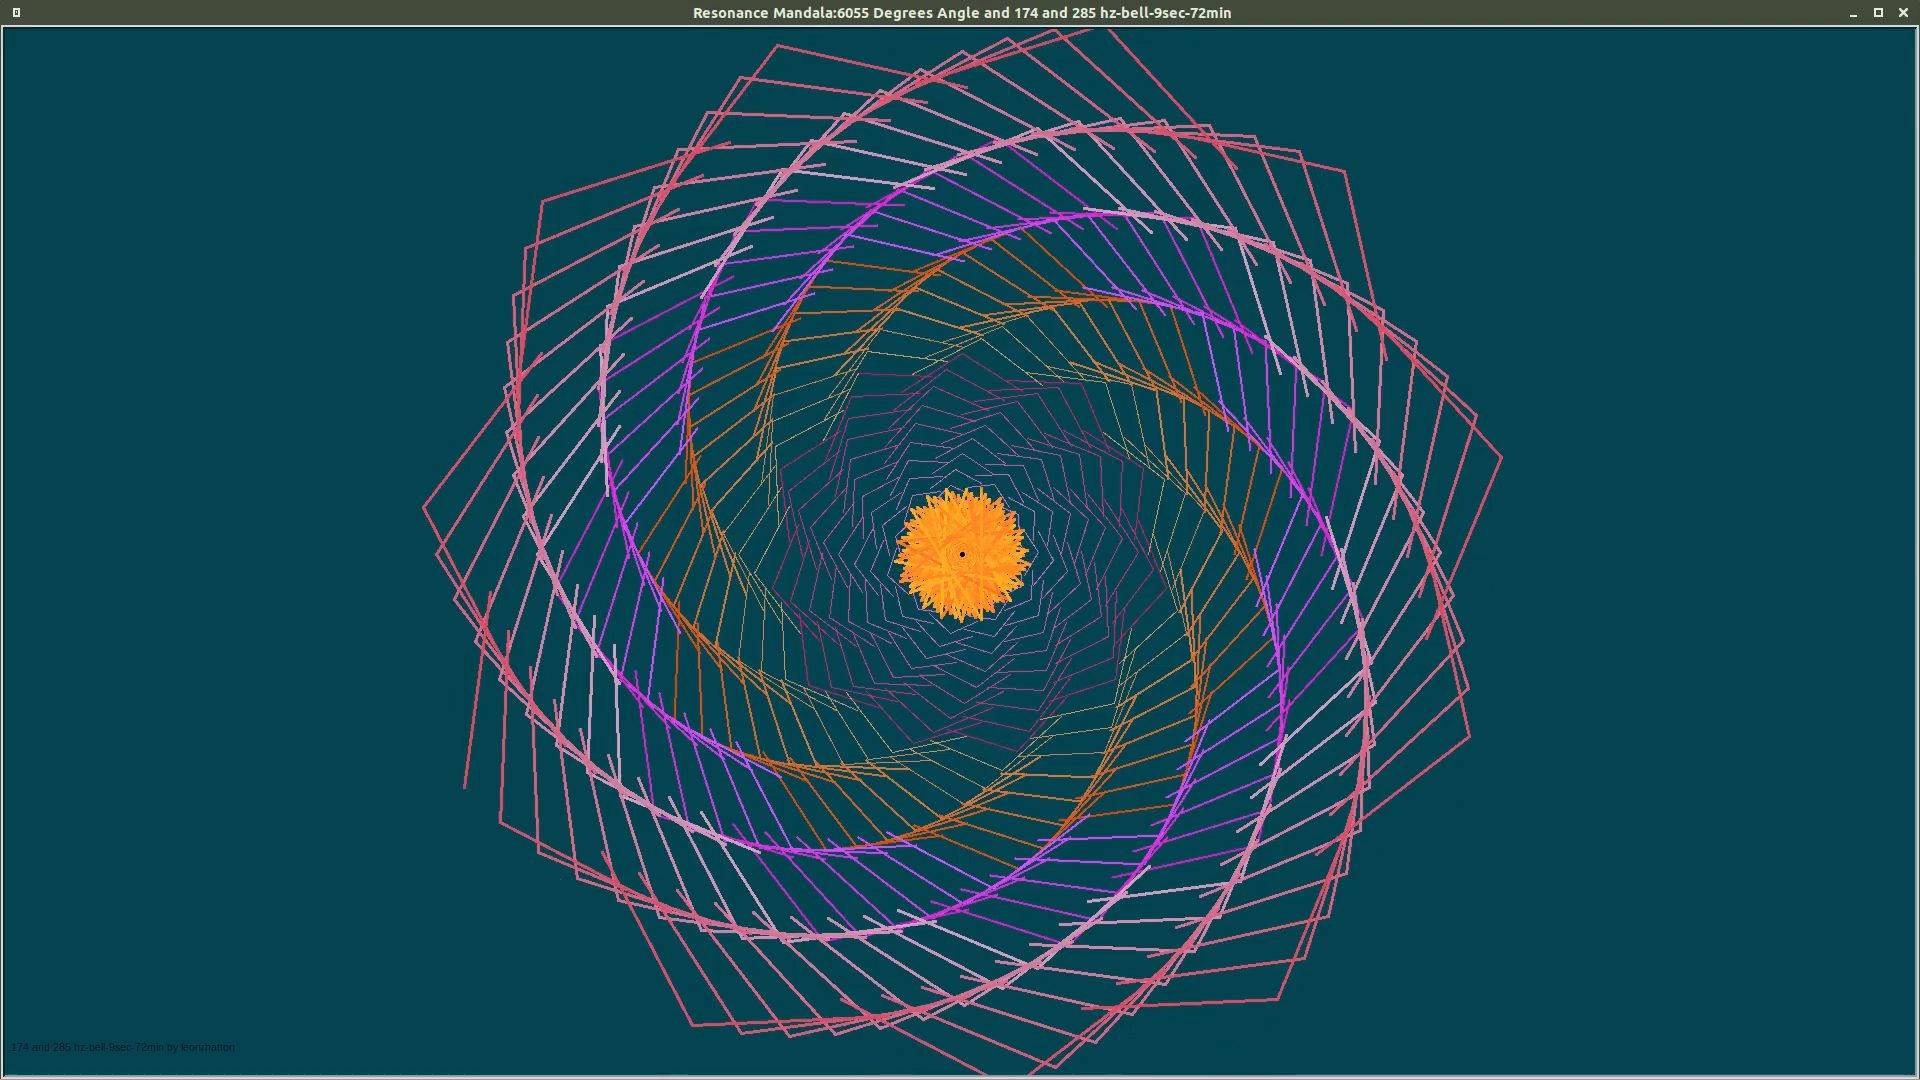 Resonance Mandala:6055 Degrees Angle and 174 and 285 hz-bell-9sec-72min
174 and 285 hz-bell-9sec-72min by leonrhatton